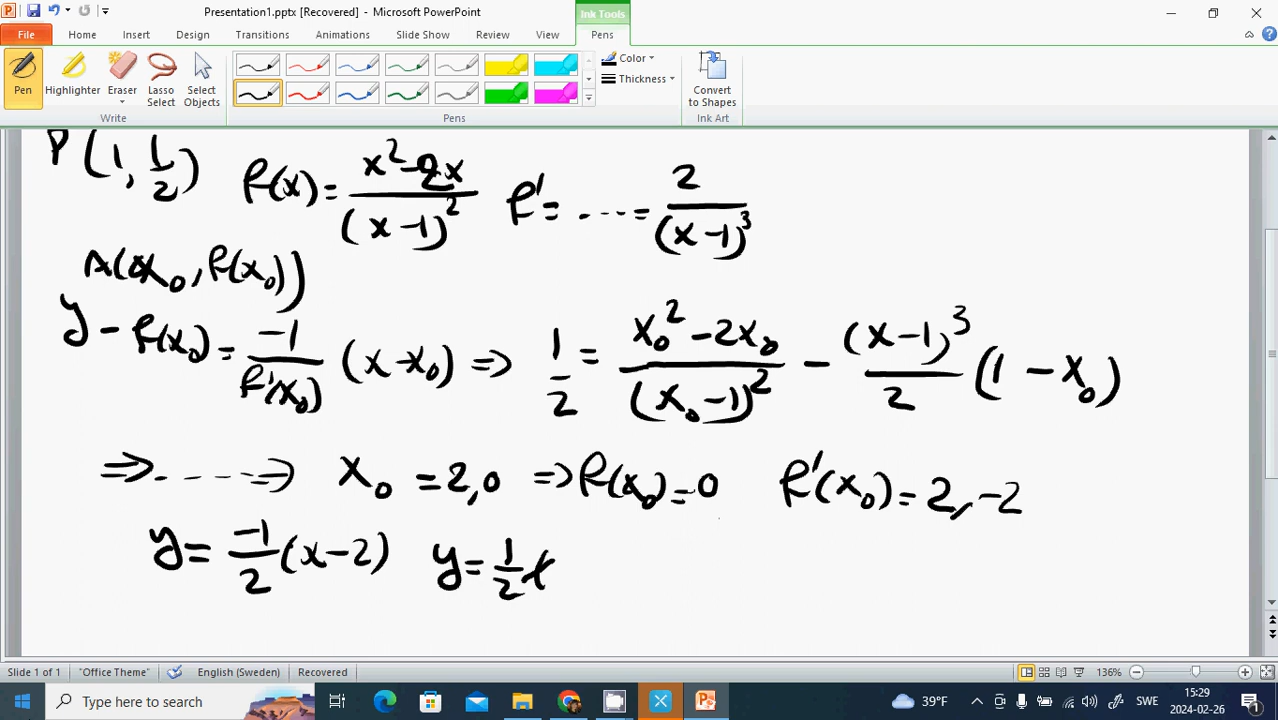 Presentation1.pptx [Recovered] - Microsoft PowerPoint
Ink Tools
File Home Insert Design Transitions Animations Slide Show Review View Pens
Pen Highlighter Eraser Lasso Select Select Objects
Color
Thickness
Convert to Shapes
Write Pens Ink Art
P(1, 1/2) f(x) = (x² - 2x)/(x - 1)² f' = ..... = 2/(x - 1)³
A(x₀, f(x₀))
y - f(x₀) = -1/f'(x₀) (x - x₀) ⇒ 1/2 = (x₀² - 2x₀)/(x₀ - 1)² - (x - 1)³/2 (1 - x₀)
⇒ ..... ⇒ x₀ = 2, 0 ⇒ f(x₀) = 0 f'(x₀) = 2, -2
y = -1/2 (x - 2) y = 1/2 x
Slide 1 of 1 "Office Theme" English (Sweden) Recovered 136%
Type here to search 39°F SWE 15:29
2024-02-26
1